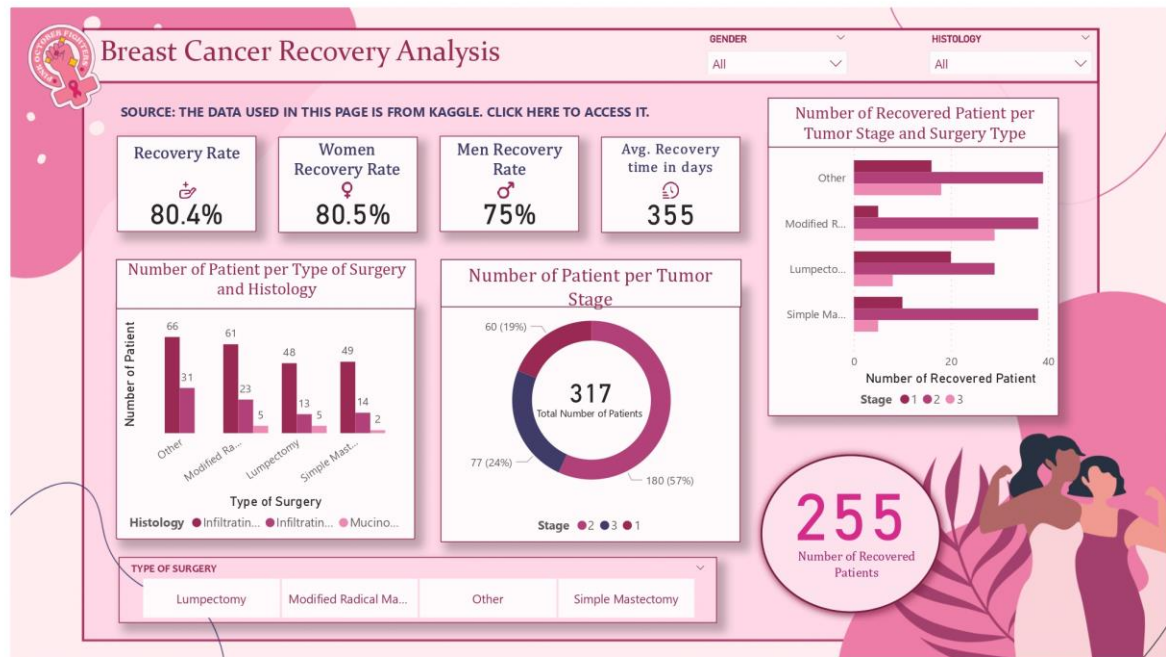 PINK OCTOBER FIGHTERS
Breast Cancer Recovery Analysis
GENDER
All
HISTOLOGY
All
SOURCE: THE DATA USED IN THIS PAGE IS FROM KAGGLE. CLICK HERE TO ACCESS IT.
Recovery Rate
80.4%
Women
Recovery Rate
80.5%
Men Recovery
Rate
75%
Avg. Recovery
time in days
355
Number of Patient per Type of Surgery
and Histology
Number of Patient
66
31
61
23
5
48
13
5
49
14
2
Other
Modified Ra...
Lumpectomy
Simple Mast...
Type of Surgery
Histology Infiltratin... Infiltratin... Mucino...
Number of Patient per Tumor
Stage
60 (19%)
317
Total Number of Patients
77 (24%)
180 (57%)
Stage 2 3 1
Number of Recovered Patient per
Tumor Stage and Surgery Type
Other
Modified R...
Lumpecto...
Simple Ma...
0 20 40
Number of Recovered Patient
Stage 1 2 3
255
Number of Recovered
Patients
TYPE OF SURGERY
Lumpectomy
Modified Radical Ma...
Other
Simple Mastectomy